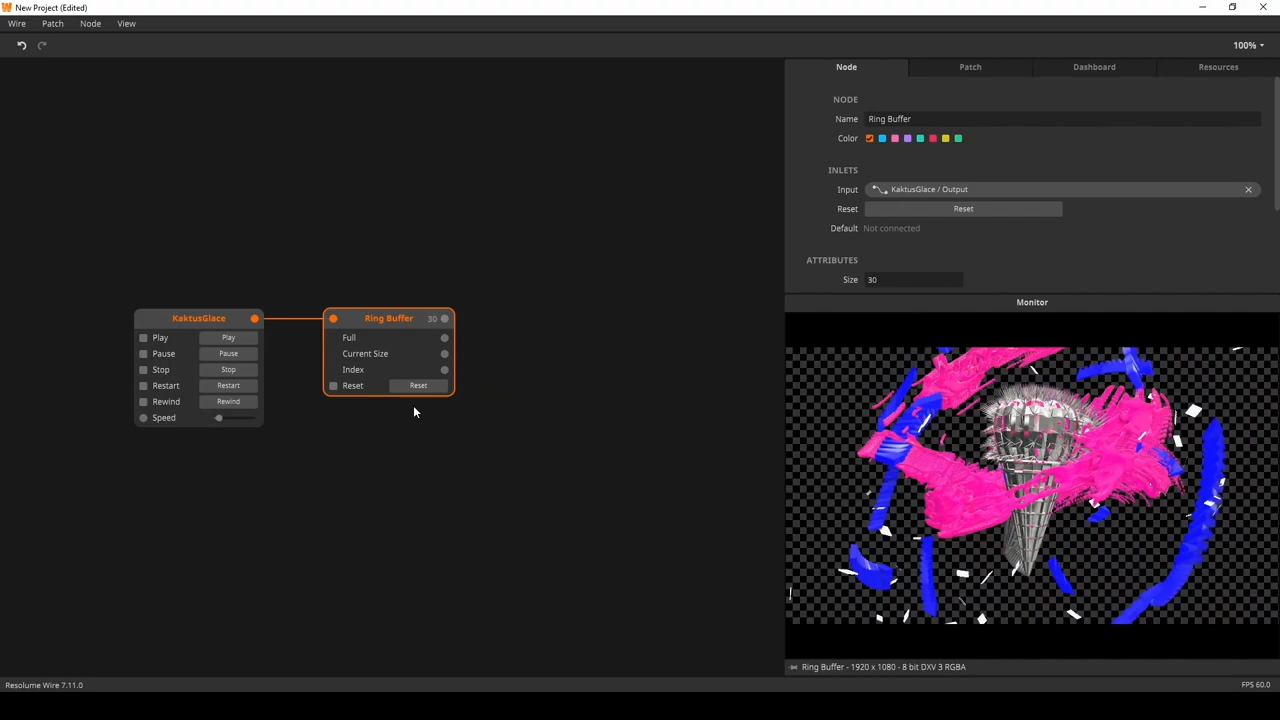 New Project (Edited)
Wire Patch Node View
100%
Node Patch Dashboard Resources
NODE
Name Ring Buffer
Color
INLETS
Input KaktusGlace / Output
Reset Reset
Default Not connected
ATTRIBUTES
Size 30
Monitor
KaktusGlace
Play Play
Pause Pause
Stop Stop
Restart Restart
Rewind Rewind
Speed
Ring Buffer 30
Full
Current Size
Index
Reset Reset
Ring Buffer - 1920 x 1080 - 8 bit DXV 3 RGBA
Resolume Wire 7.11.0
FPS 60.0